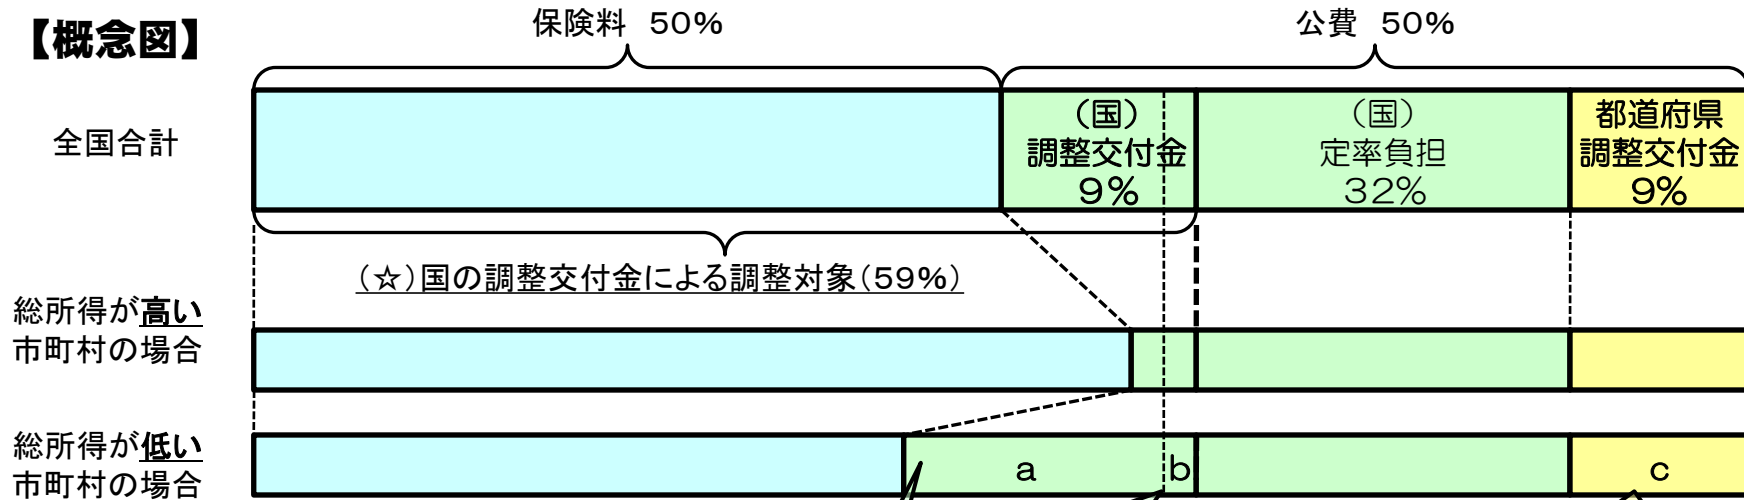 【概念図】
保険料　50%
公費　50%
全国合計
(国)
調整交付金
9%
(国)
定率負担
32%
都道府県
調整交付金
9%
(☆)国の調整交付金による調整対象(59%)
総所得が高い
市町村の場合
総所得が低い
市町村の場合
a
b
c